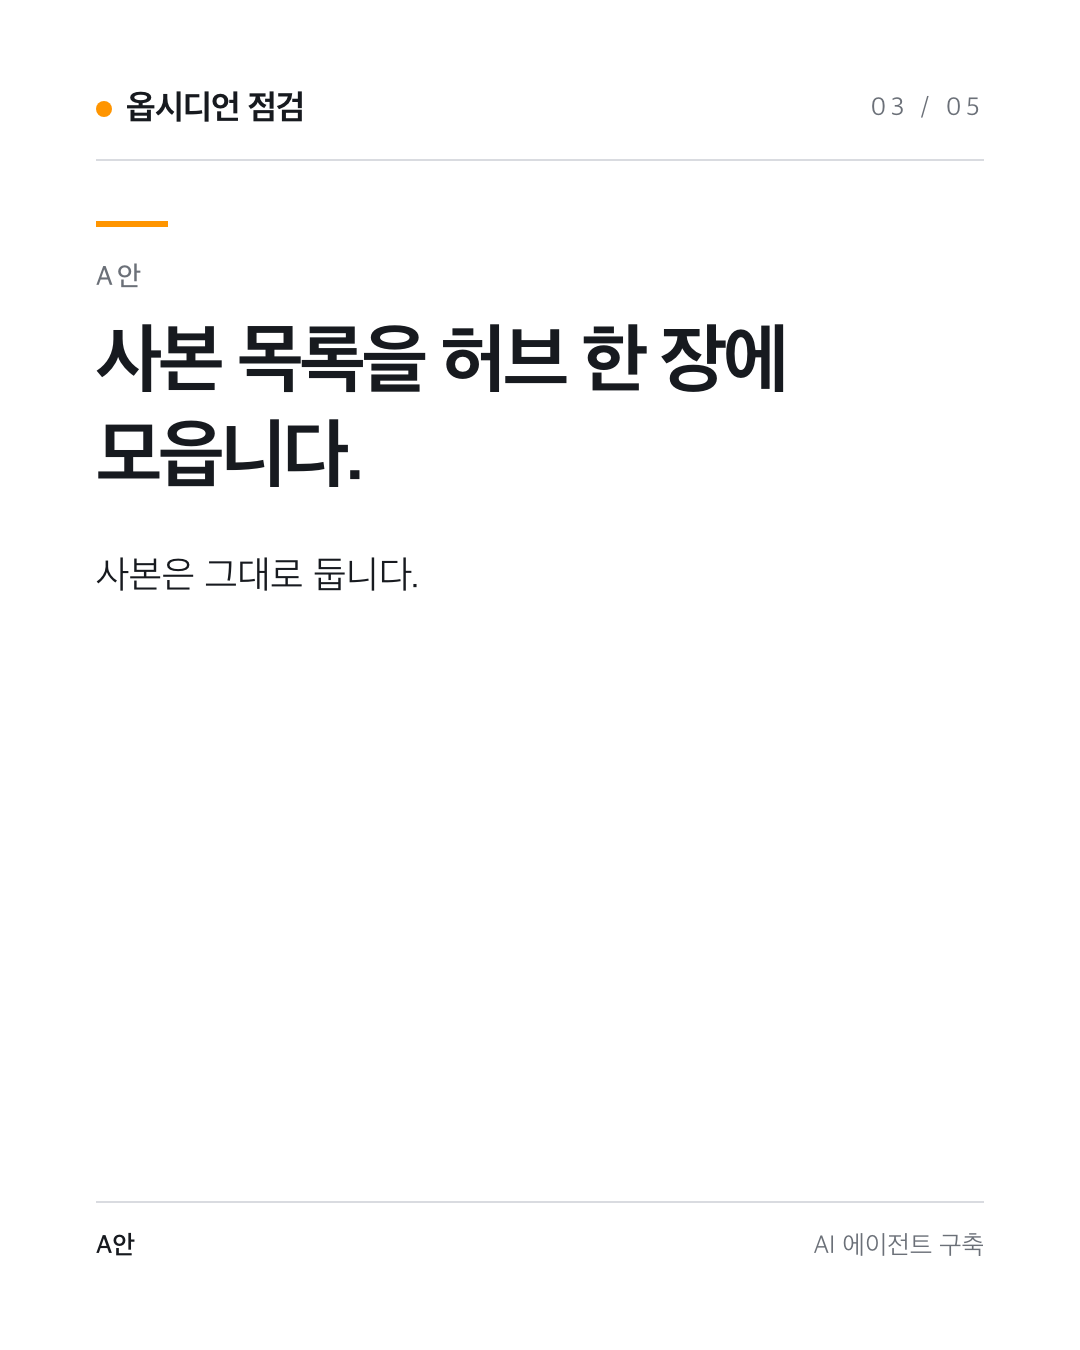 옵시디언 점검
03 / 05
A안
사본 목록을 허브 한 장에
모읍니다.
사본은 그대로 둡니다.
A안
AI 에이전트 구축